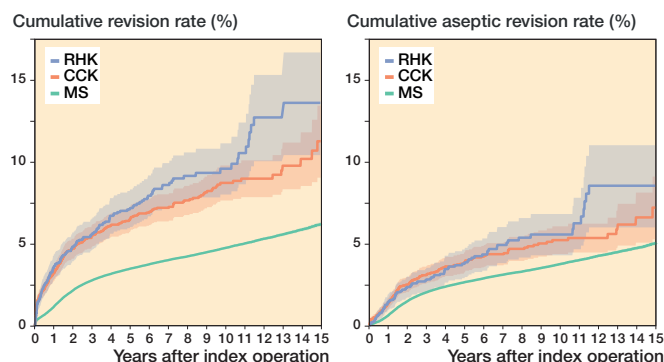 Cumulative revision rate (%)
15
10
5
0
RHK
CCK
MS
0 1 2 3 4 5 6 7 8 9 10 11 12 13 14 15
Years after index operation
Cumulative aseptic revision rate (%)
15
10
5
0
RHK
CCK
MS
0 1 2 3 4 5 6 7 8 9 10 11 12 13 14 15
Years after index operation